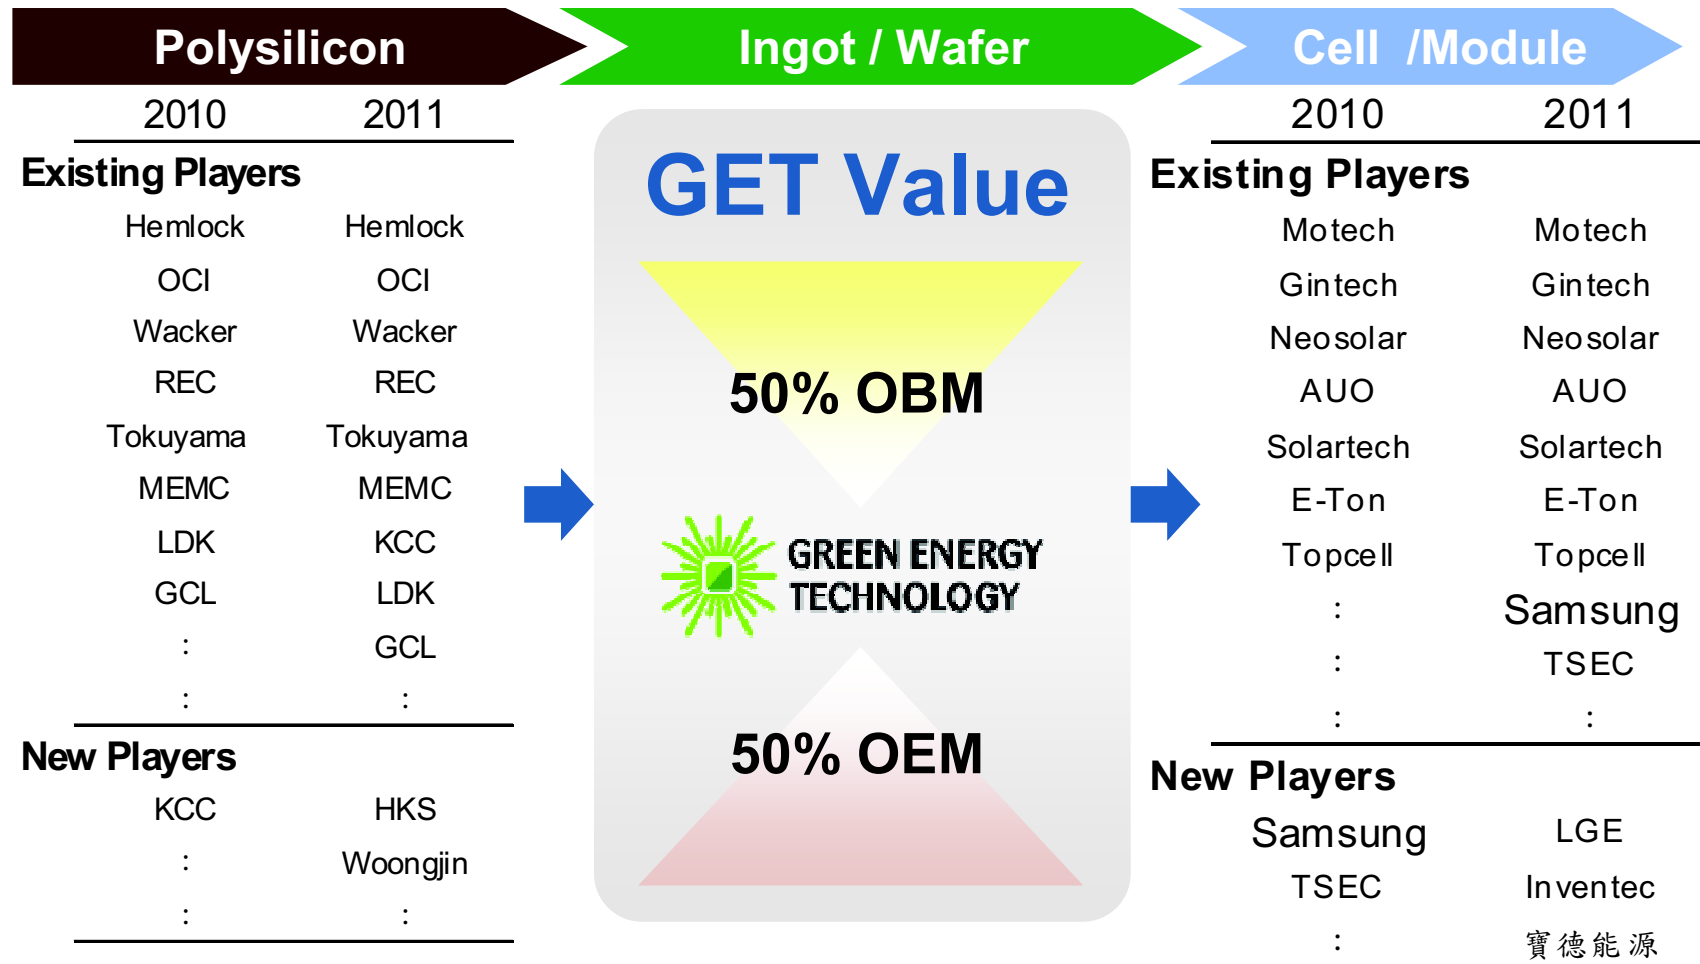 Polysilicon
Ingot / Wafer
Cell /Module
2010 2011
Existing Players
Hemlock Hemlock
OCI OCI
Wacker Wacker
REC REC
Tokuyama Tokuyama
MEMC MEMC
LDK KCC
GCL LDK
: GCL
: :
New Players
KCC HKS
: Woongjin
: :
GET Value
50% OBM
GREEN ENERGY
TECHNOLOGY
50% OEM
2010 2011
Existing Players
Motech Motech
Gintech Gintech
Neosolar Neosolar
AUO AUO
Solartech Solartech
E-Ton E-Ton
Topcell Topcell
: Samsung
: TSEC
: :
New Players
Samsung LGE
TSEC Inventec
: 寶德能源